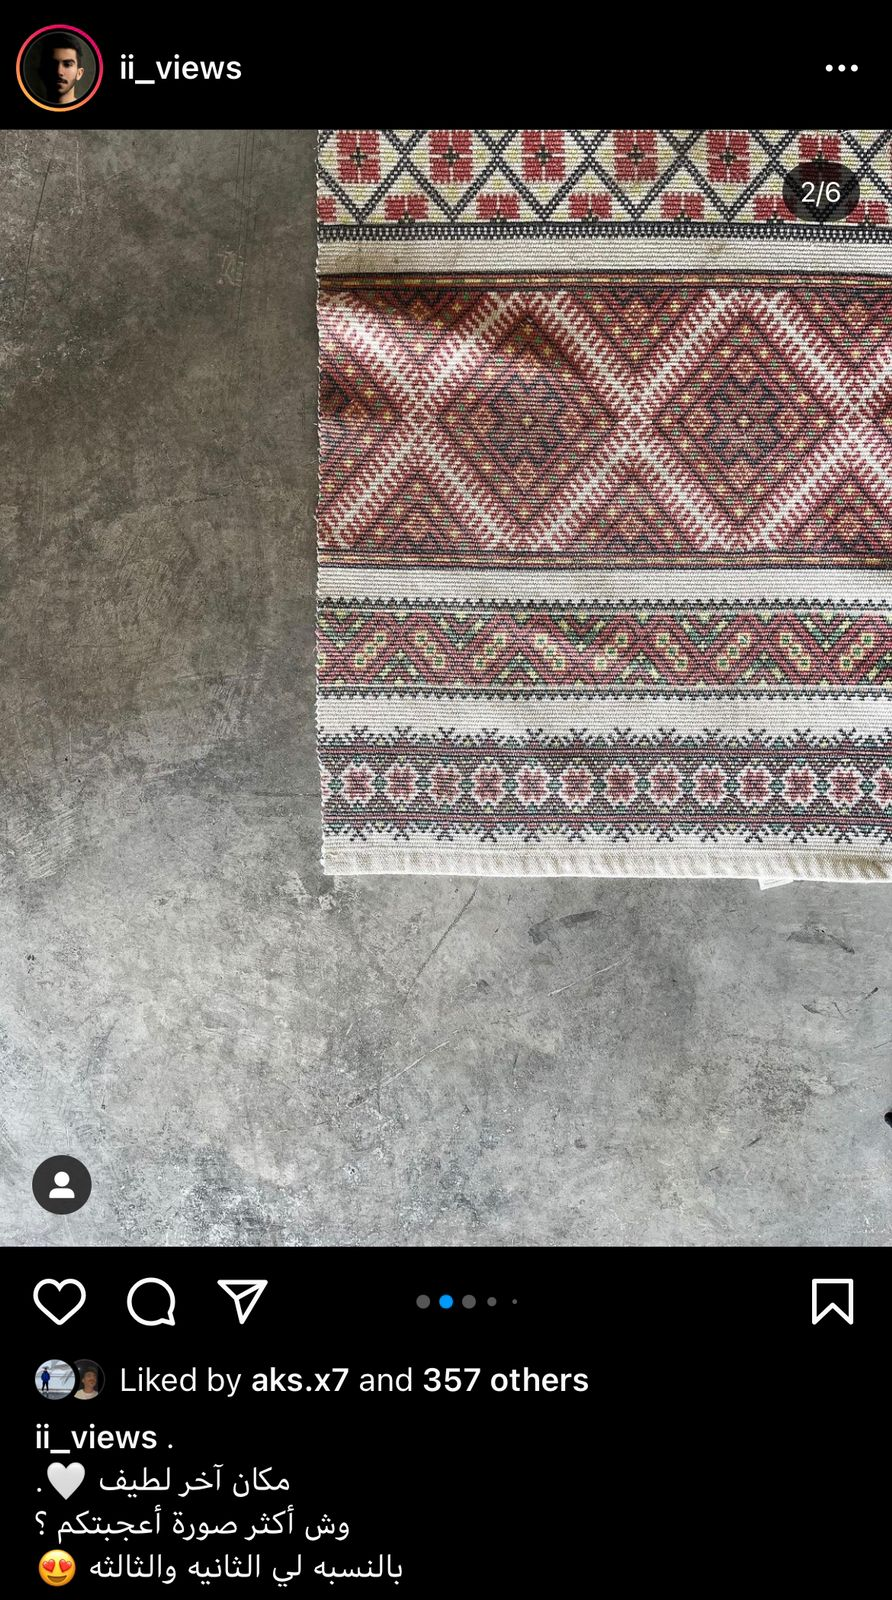 ii_views
2/6
Liked by aks.x7 and 357 others
ii_views .
مكان آخر لطيف 🤍.
وش أكثر صورة أعجبتكم ؟
بالنسبه لي الثانيه والثالثه 😍